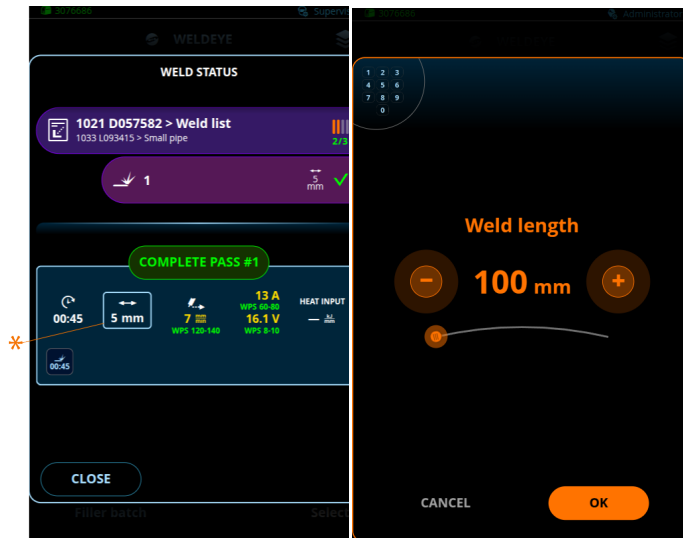 3076686
Supervis
WELDEYE
WELD STATUS
1021 D057582 > Weld list
1033 L093415 > Small pipe
2/3
1
5
mm
COMPLETE PASS #1
00:45
5 mm
7 mm/min
WPS 120-140
13 A
WPS 60-80
16.1 V
WPS 8-10
HEAT INPUT
—
00:45
CLOSE
Filler batch
Select
3076686
Administrator
1 2 3
4 5 6
7 8 9
0
Weld length
100 mm
CANCEL
OK